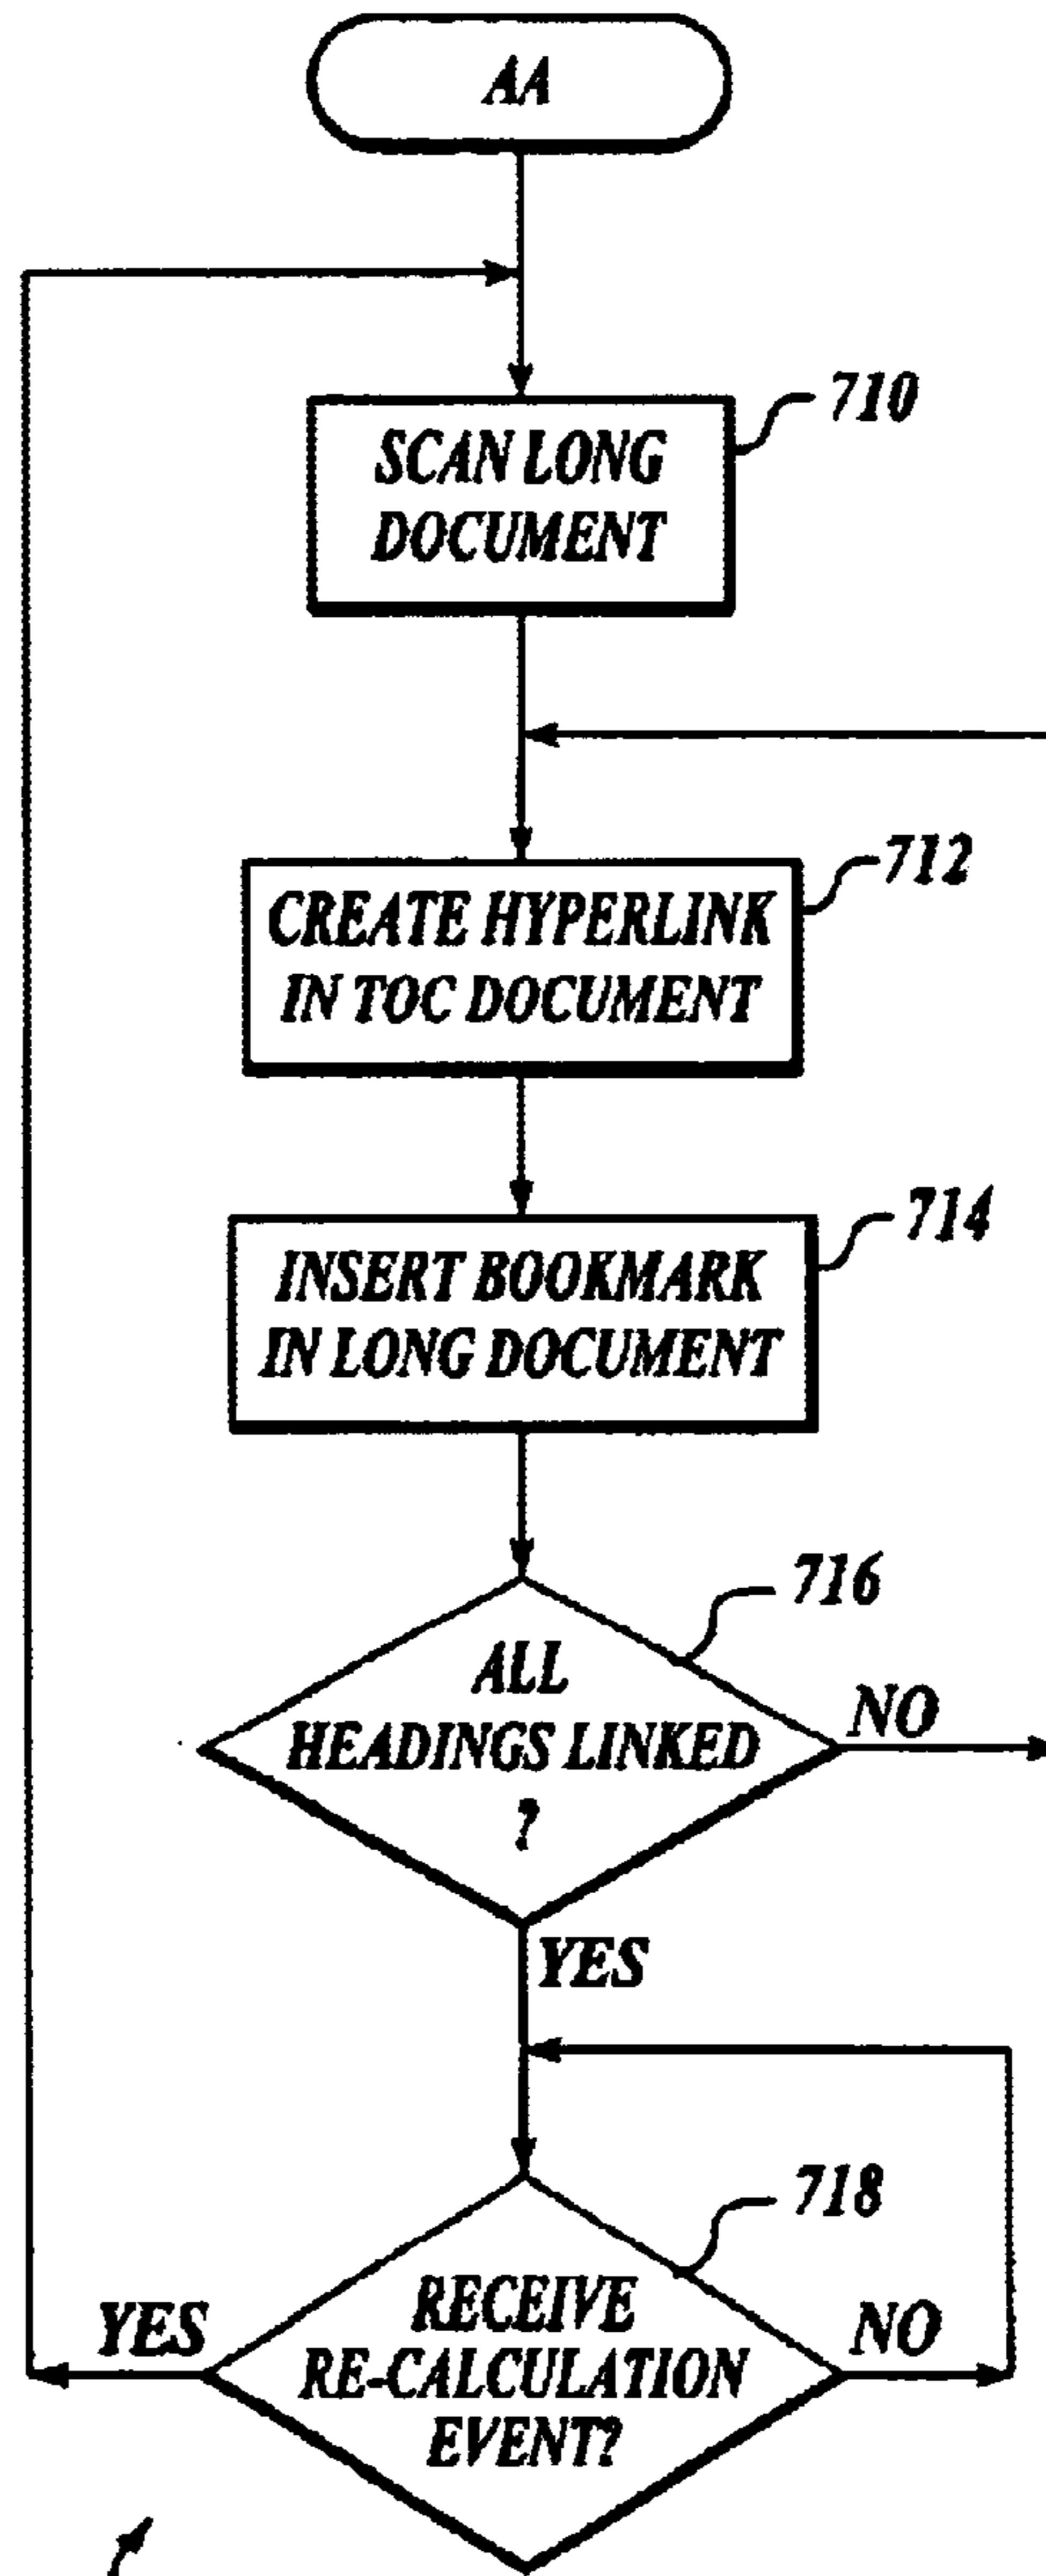 AA
710
SCAN LONG
DOCUMENT
712
CREATE HYPERLINK
IN TOC DOCUMENT
714
INSERT BOOKMARK
IN LONG DOCUMENT
716
ALL
HEADINGS LINKED
?
NO
YES
718
RECEIVE
RE-CALCULATION
EVENT?
YES
NO